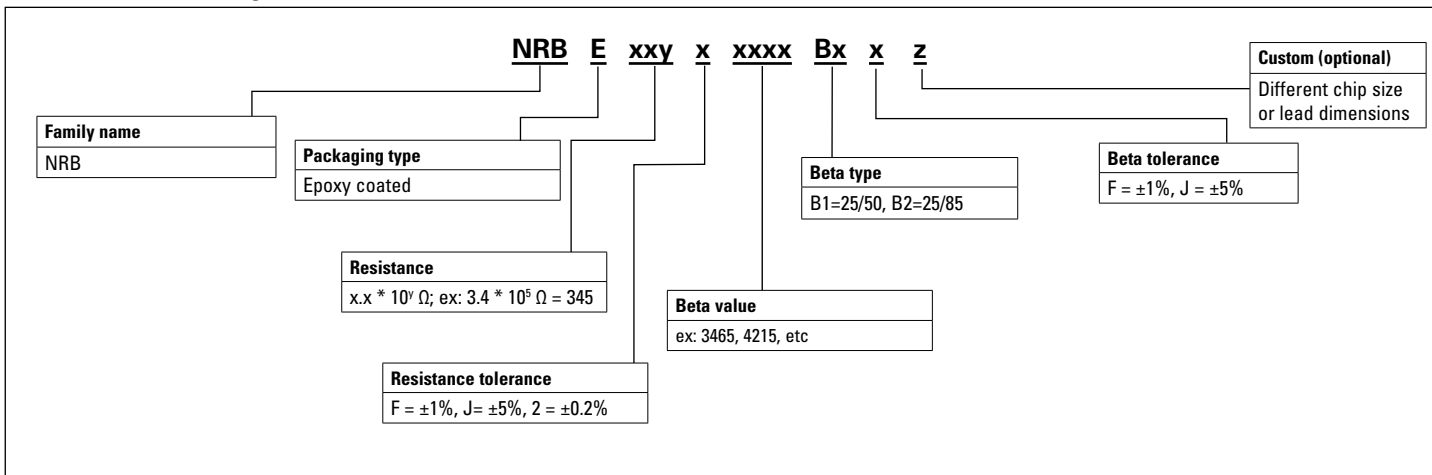 NRB E xxy x xxxx Bx x z
Custom (optional)
Different chip size
or lead dimensions
Family name
NRB
Packaging type
Epoxy coated
Beta type
B1=25/50, B2=25/85
Beta tolerance
F = ±1%, J = ±5%
Resistance
x.x * 10ʸ Ω; ex: 3.4 * 10⁵ Ω = 345
Beta value
ex: 3465, 4215, etc
Resistance tolerance
F = ±1%, J= ±5%, 2 = ±0.2%